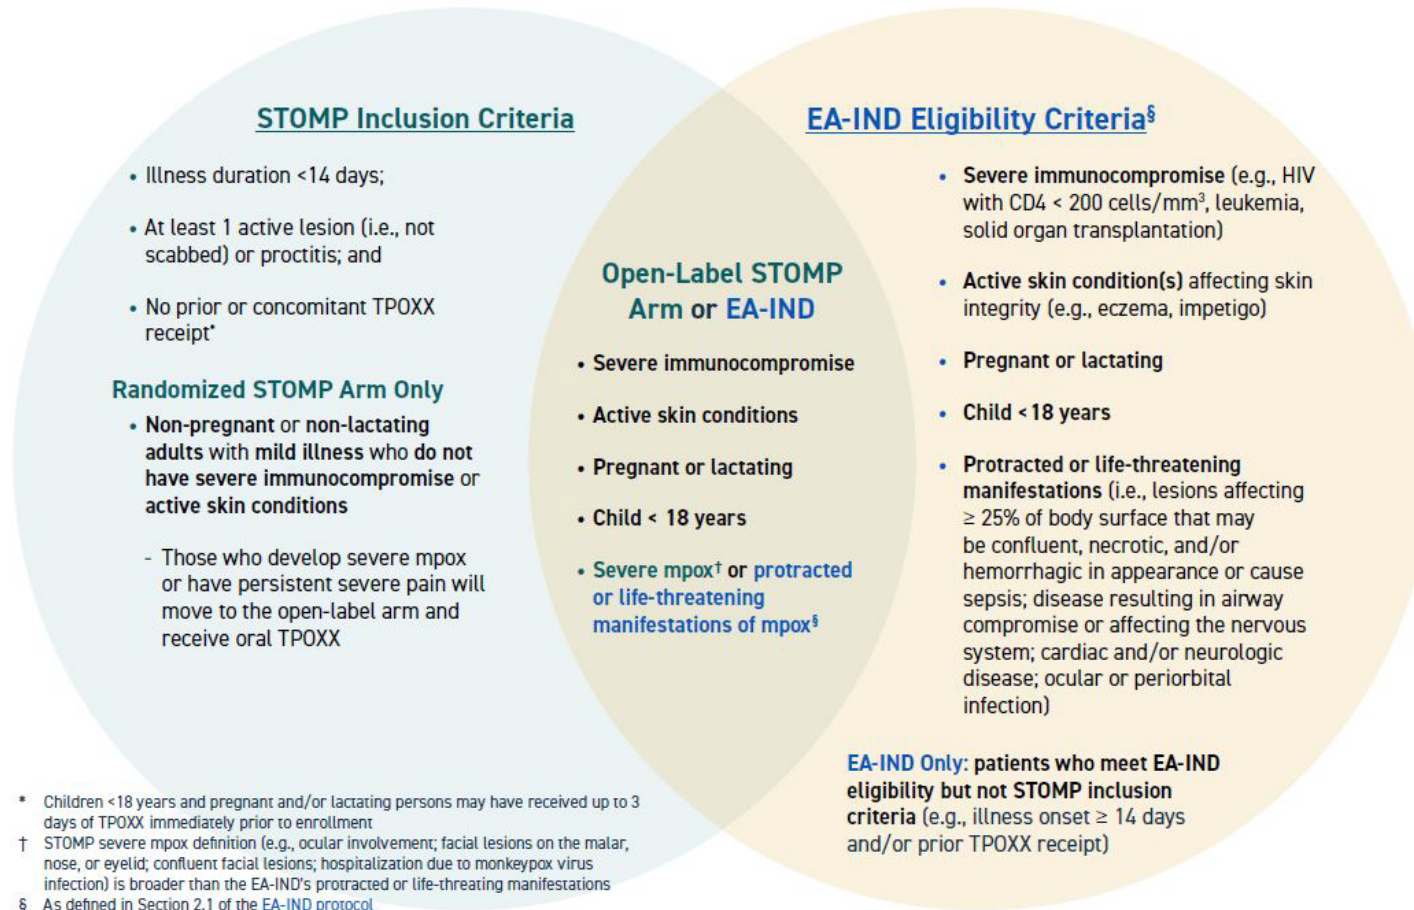 STOMP Inclusion Criteria
• Illness duration <14 days;
• At least 1 active lesion (i.e., not
scabbed) or proctitis; and
• No prior or concomitant TPOXX
receipt*
Randomized STOMP Arm Only
• Non-pregnant or non-lactating
adults with mild illness who do not
have severe immunocompromise or
active skin conditions
- Those who develop severe mpox
or have persistent severe pain will
move to the open-label arm and
receive oral TPOXX
Open-Label STOMP
Arm or EA-IND
• Severe immunocompromise
• Active skin conditions
• Pregnant or lactating
• Child < 18 years
• Severe mpox† or protracted
or life-threatening
manifestations of mpox§
EA-IND Eligibility Criteria§
• Severe immunocompromise (e.g., HIV
with CD4 < 200 cells/mm³, leukemia,
solid organ transplantation)
• Active skin condition(s) affecting skin
integrity (e.g., eczema, impetigo)
• Pregnant or lactating
• Child <18 years
• Protracted or life-threatening
manifestations (i.e., lesions affecting
≥ 25% of body surface that may
be confluent, necrotic, and/or
hemorrhagic in appearance or cause
sepsis; disease resulting in airway
compromise or affecting the nervous
system; cardiac and/or neurologic
disease; ocular or periorbital
infection)
EA-IND Only: patients who meet EA-IND
eligibility but not STOMP inclusion
criteria (e.g., illness onset ≥ 14 days
and/or prior TPOXX receipt)
* Children <18 years and pregnant and/or lactating persons may have received up to 3
days of TPOXX immediately prior to enrollment
† STOMP severe mpox definition (e.g., ocular involvement; facial lesions on the malar,
nose, or eyelid; confluent facial lesions; hospitalization due to monkeypox virus
infection) is broader than the EA-IND's protracted or life-threating manifestations
§ As defined in Section 2.1 of the EA-IND protocol